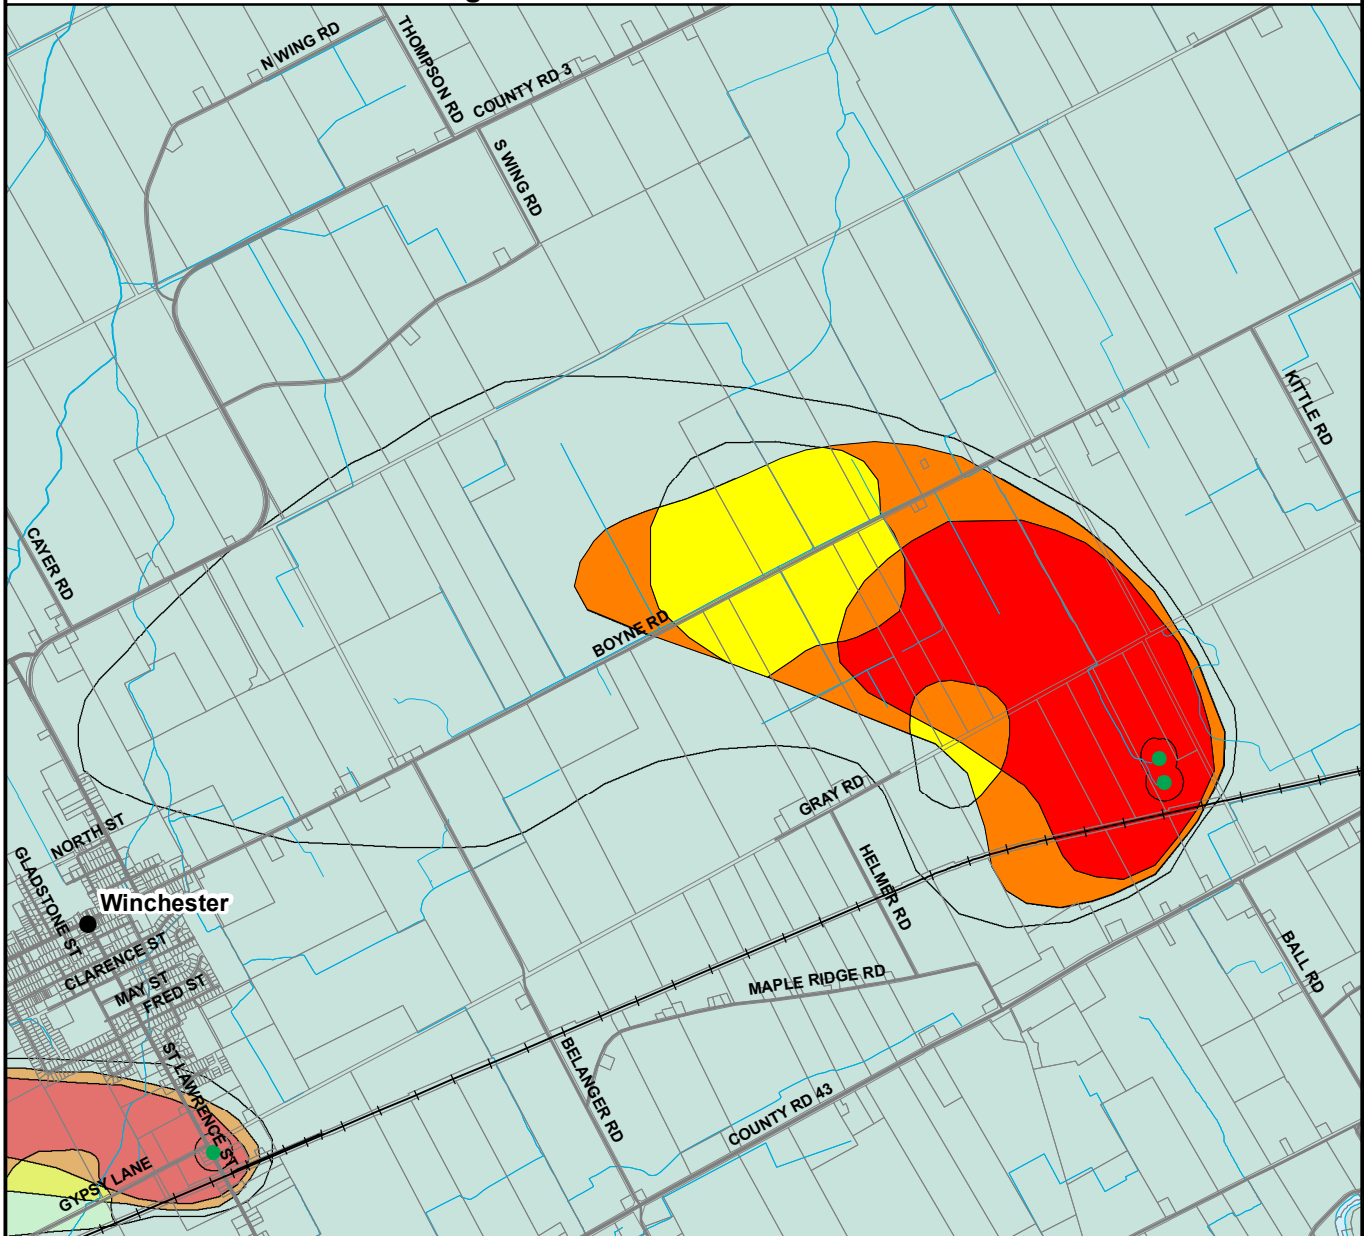 N WING RD
THOMPSON RD
COUNTY RD 3
S WING RD
KITTLE RD
CAYER RD
BOYNE RD
GRAY RD
NORTH ST
GLADSTONE ST
HELMER RD
Winchester
CLARENCE ST
MAY ST
FRED ST
MAPLE RIDGE RD
BALL RD
ST LAWRENCE ST
BELANGER RD
COUNTY RD 43
GYPSY LANE